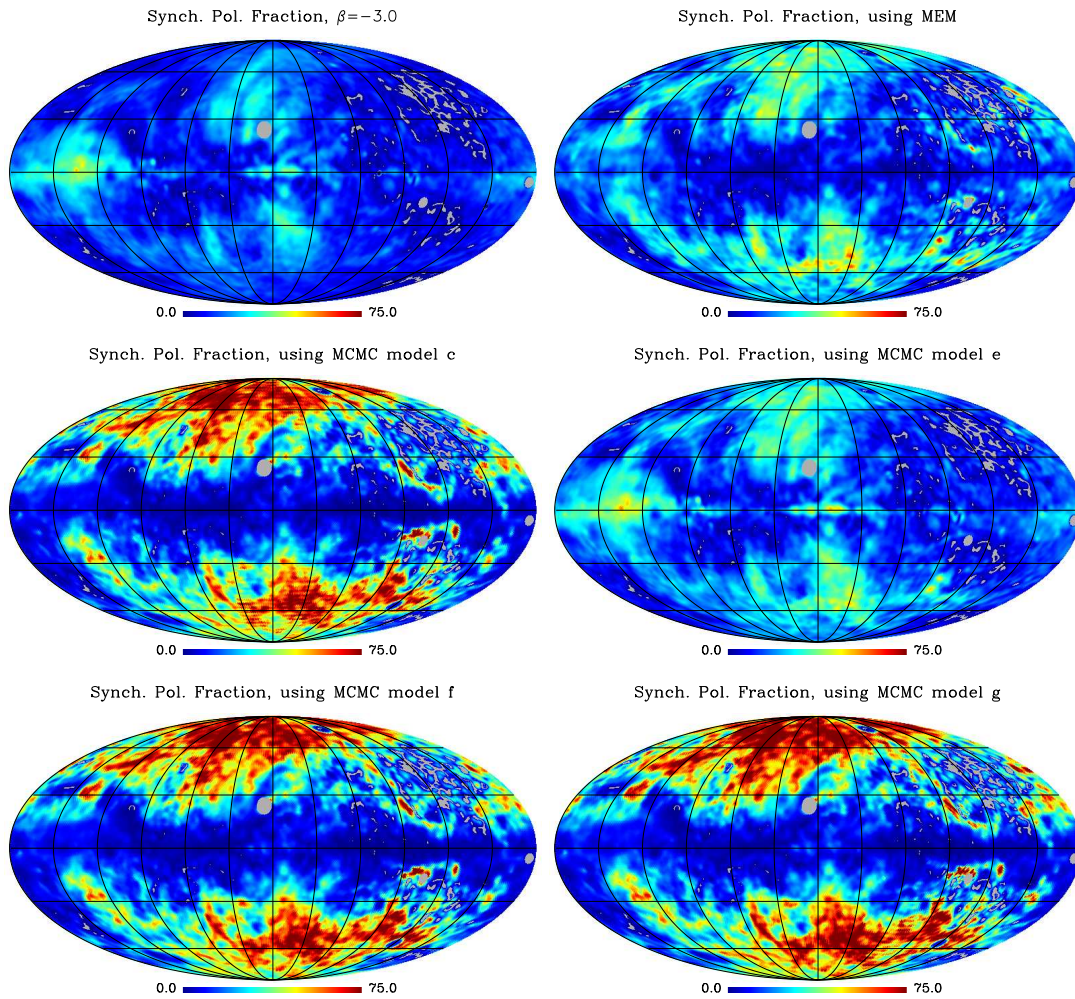 Synch. Pol. Fraction, β=−3.0
Synch. Pol. Fraction, using MEM
0.0 75.0
0.0 75.0
Synch. Pol. Fraction, using MCMC model c
Synch. Pol. Fraction, using MCMC model e
0.0 75.0
0.0 75.0
Synch. Pol. Fraction, using MCMC model f
Synch. Pol. Fraction, using MCMC model g
0.0 75.0
0.0 75.0